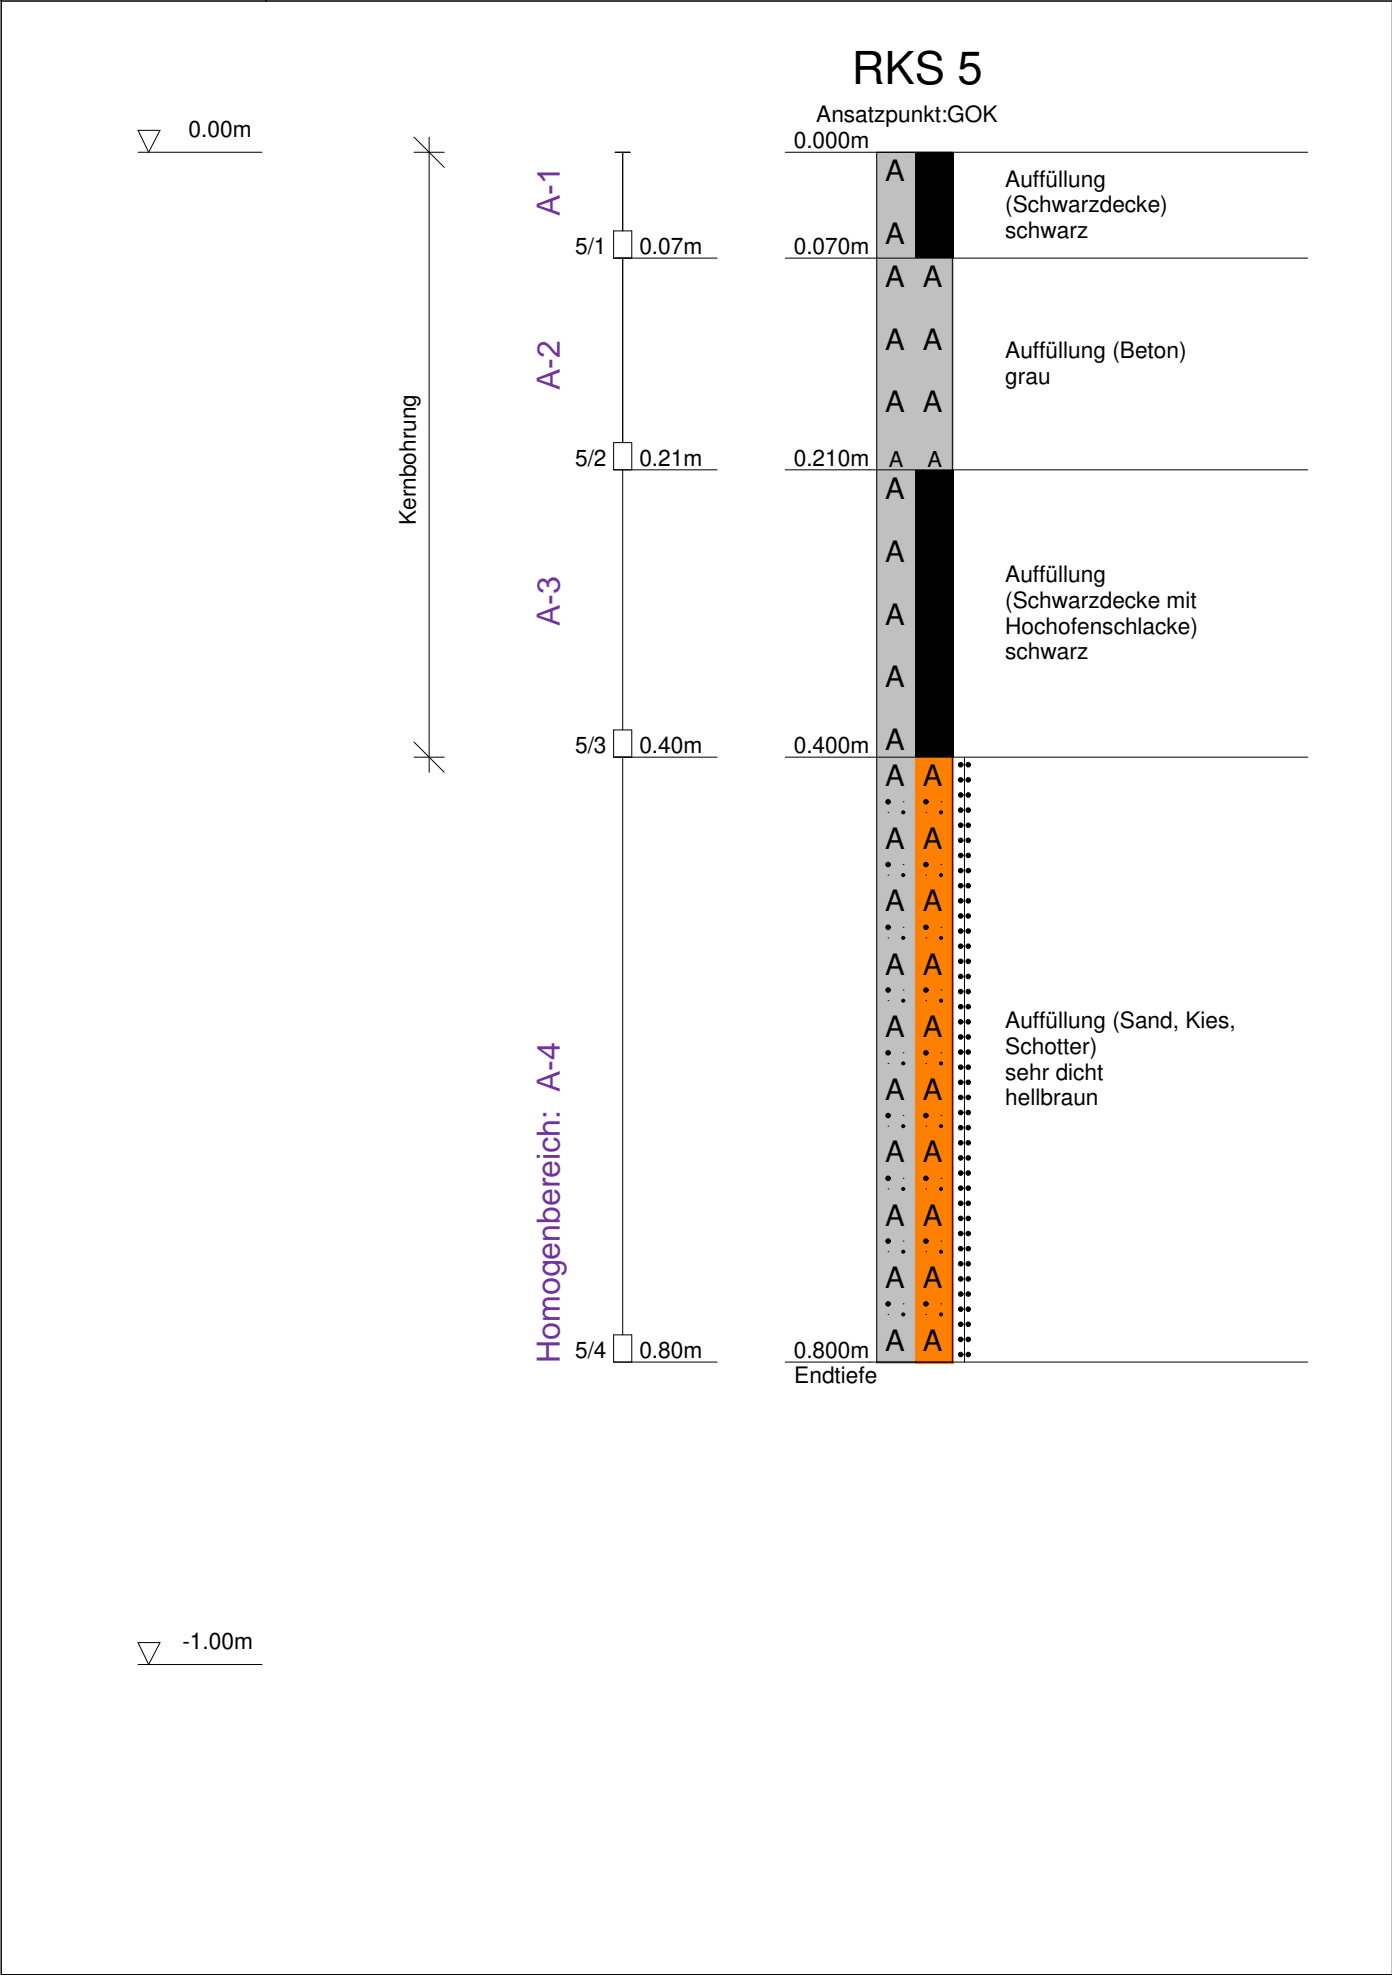 RKS 5
Ansatzpunkt:GOK
0.00m
0.000m
A-1
A
A
Auffüllung
(Schwarzdecke)
schwarz
5/1 0.07m
0.070m
A A
A A
A A
A A
A-2
Auffüllung (Beton)
grau
Kernbohrung
5/2 0.21m
0.210m
A
A
A
A
A
A-3
Auffüllung
(Schwarzdecke mit
Hochofenschlacke)
schwarz
5/3 0.40m
0.400m
A A
A A
A A
A A
A A
A A
A A
A A
A A
A A
Auffüllung (Sand, Kies,
Schotter)
sehr dicht
hellbraun
Homogenbereich: A-4
5/4 0.80m
0.800m
Endtiefe
-1.00m